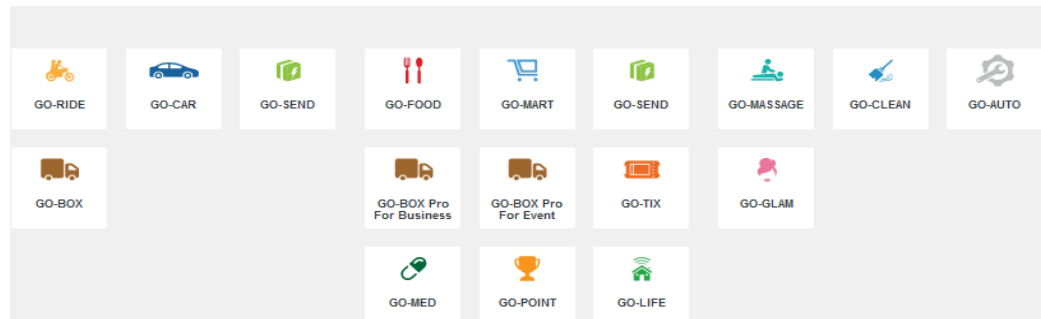 GO-RIDE
GO-CAR
GO-SEND
GO-FOOD
GO-MART
GO-SEND
GO-MASSAGE
GO-CLEAN
GO-AUTO
GO-BOX
GO-BOX Pro
For Business
GO-BOX Pro
For Event
GO-TIX
GO-GLAM
GO-MED
GO-POINT
GO-LIFE